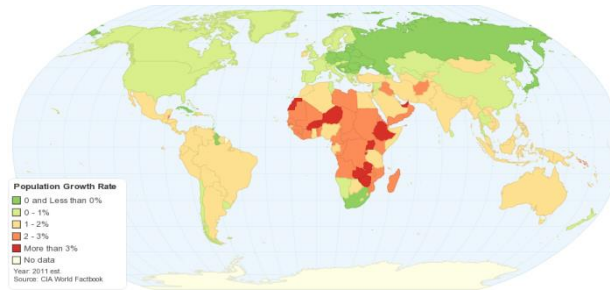 Population Growth Rate
0 and Less than 0%
0 - 1%
1 - 2%
2 - 3%
More than 3%
No data
Year: 2011 est.
Source: CIA World Factbook